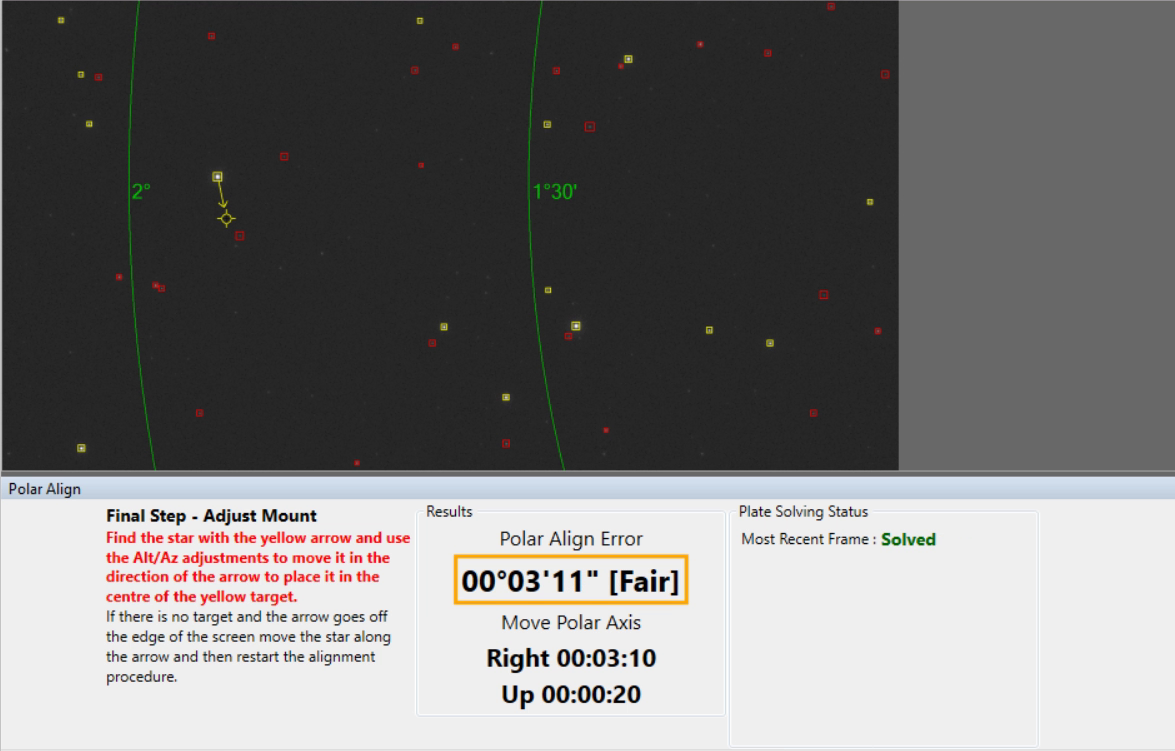 2°
1°30'
Polar Align
Final Step - Adjust Mount
Find the star with the yellow arrow and use
the Alt/Az adjustments to move it in the
direction of the arrow to place it in the
centre of the yellow target.
If there is no target and the arrow goes off
the edge of the screen move the star along
the arrow and then restart the alignment
procedure.
Results
Polar Align Error
00°03'11" [Fair]
Move Polar Axis
Right 00:03:10
Up 00:00:20
Plate Solving Status
Most Recent Frame : Solved